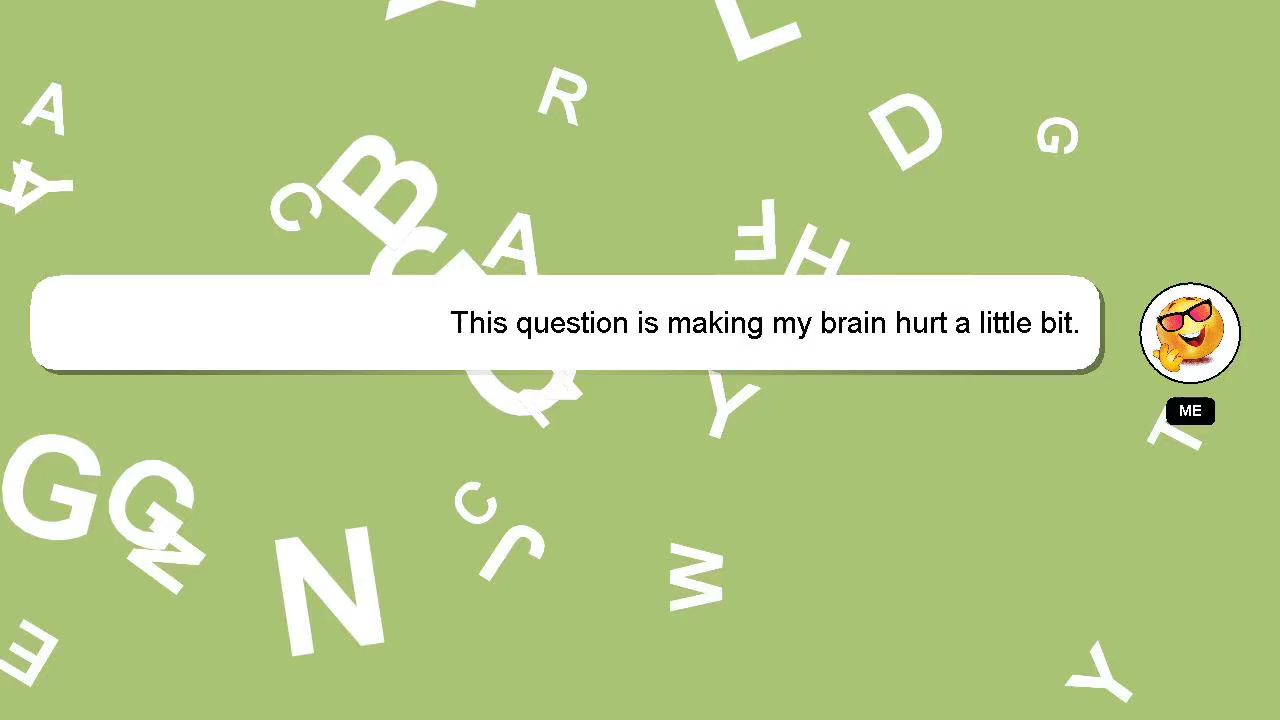 L
R
A
D
G
B
Y
A
C
A
F
H
This question is making my brain hurt a little bit.
ME
Q
Y
T
G
G
C
N
J
N
W
E
Y